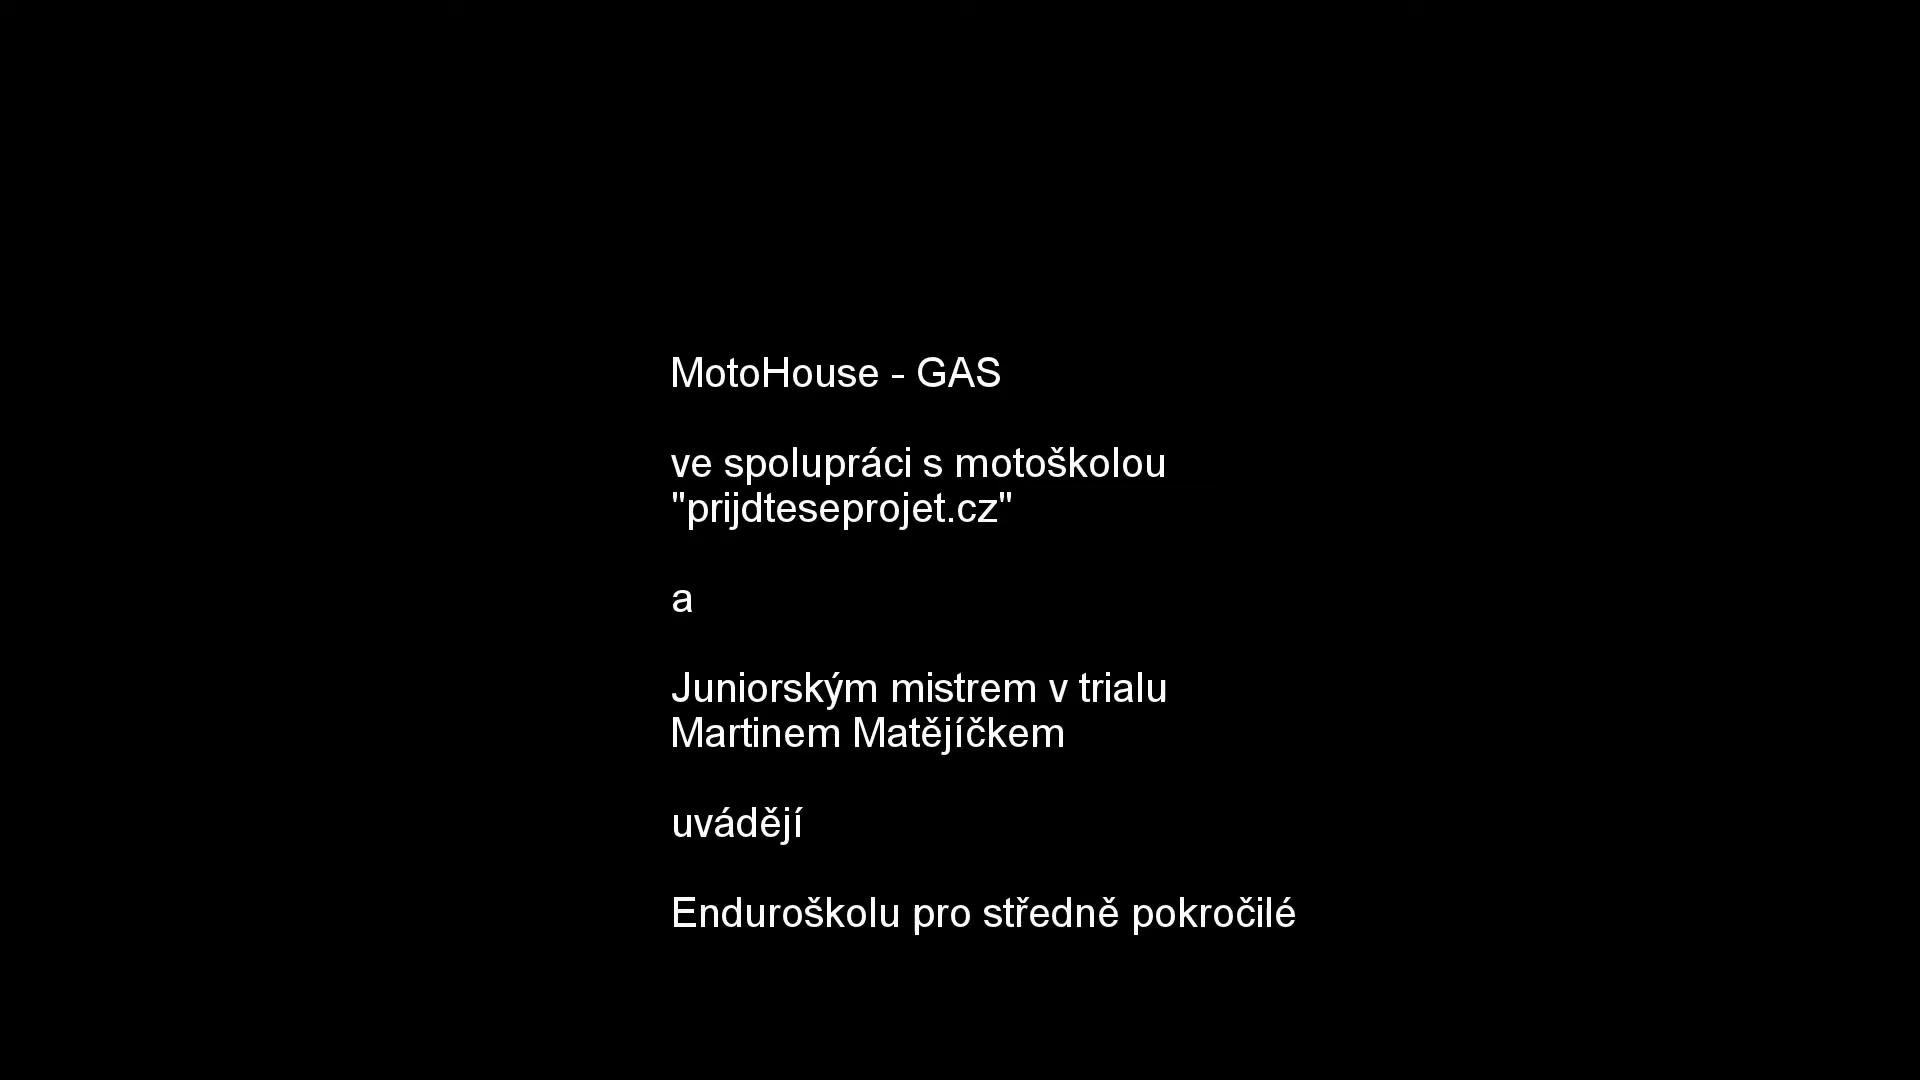 MotoHouse - GAS
ve spolupráci s motoškolou
"prijdteseprojet.cz"
a
Juniorským mistrem v trialu
Martinem Matějíčkem
uvádějí
Enduroškolu pro středně pokročilé